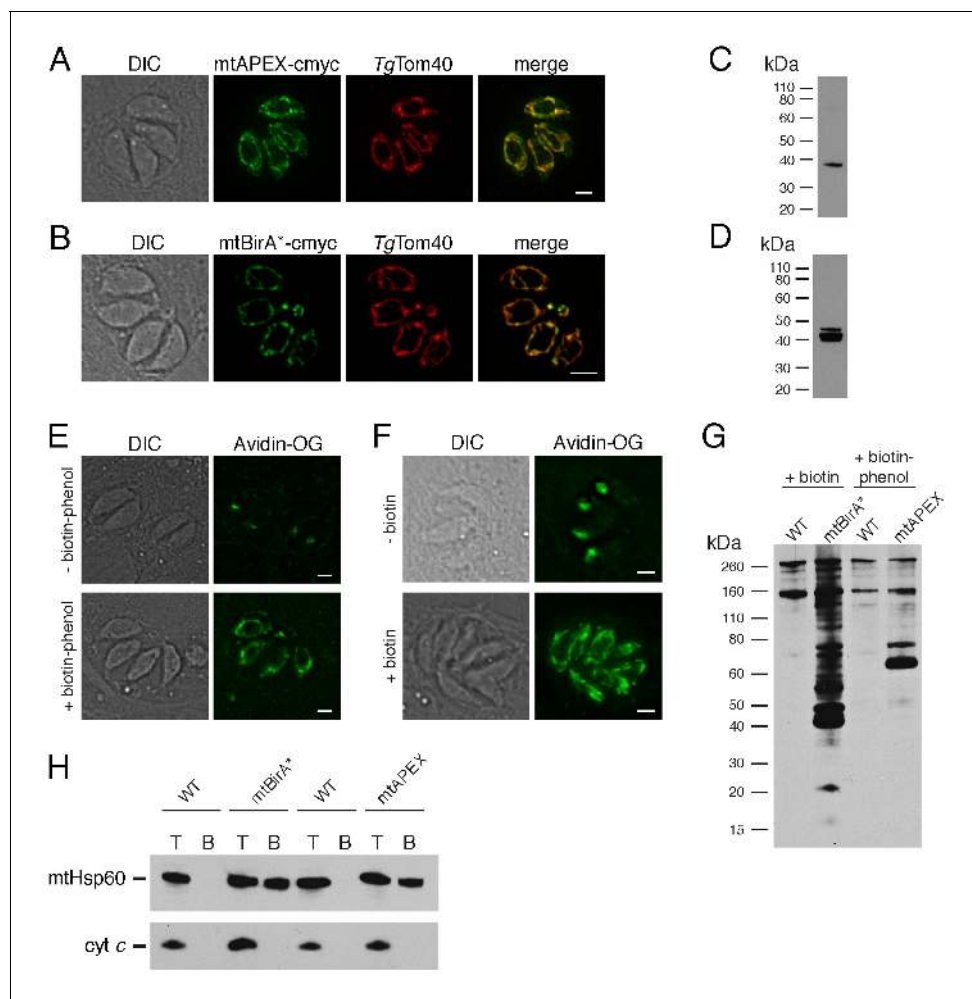 A
DIC
mtAPEX-cmyc
TgTom40
merge
B
DIC
mtBirA*-cmyc
TgTom40
merge
C
kDa
110
80
60
50
40
30
20
D
kDa
110
80
60
50
40
30
20
E
DIC
Avidin-OG
- biotin-phenol
+ biotin-phenol
F
DIC
Avidin-OG
- biotin
+ biotin
G
+ biotin
+ biotin-
phenol
WT
mtBirA*
WT
mtAPEX
kDa
260
160
110
80
60
50
40
30
20
15
H
WT
mtBirA*
WT
mtAPEX
T B T B T B T B
mtHsp60
cyt c